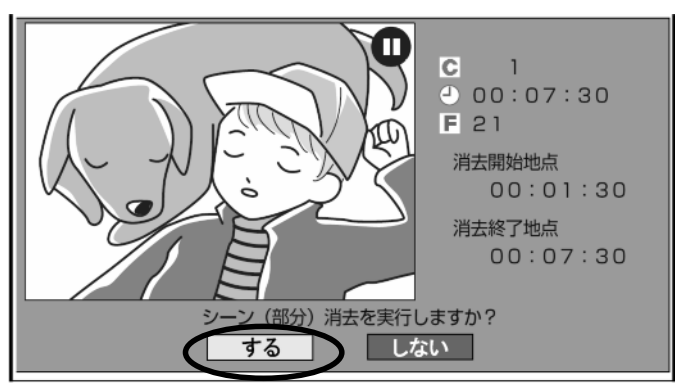 C 1
00:07:30
F 21
消去開始地点
00:01:30
消去終了地点
00:07:30
シーン（部分）消去を実行しますか？
する しない